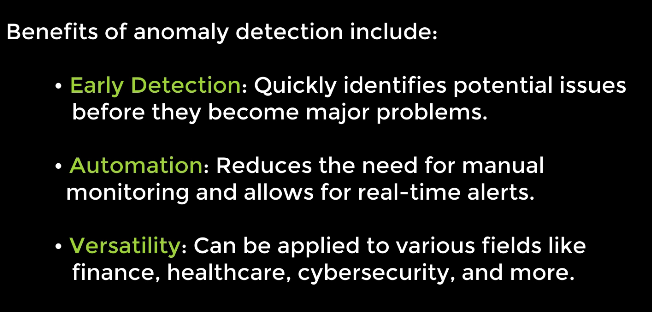 Benefits of anomaly detection include:
• Early Detection: Quickly identifies potential issues
before they become major problems.
• Automation: Reduces the need for manual
monitoring and allows for real-time alerts.
• Versatility: Can be applied to various fields like
finance, healthcare, cybersecurity, and more.